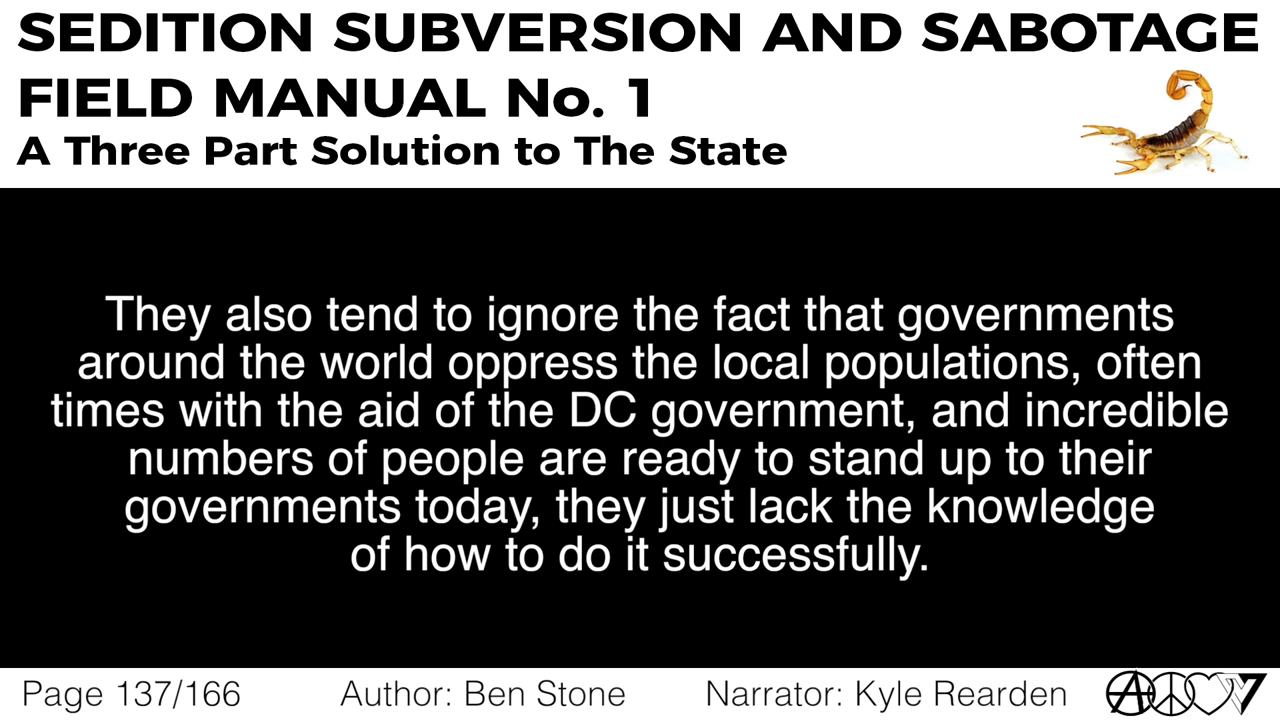 SEDITION SUBVERSION AND SABOTAGE
FIELD MANUAL No. 1
A Three Part Solution to The State
They also tend to ignore the fact that governments
around the world oppress the local populations, often
times with the aid of the DC government, and incredible
numbers of people are ready to stand up to their
governments today, they just lack the knowledge
of how to do it successfully.
Page 137/166 Author: Ben Stone Narrator: Kyle Rearden